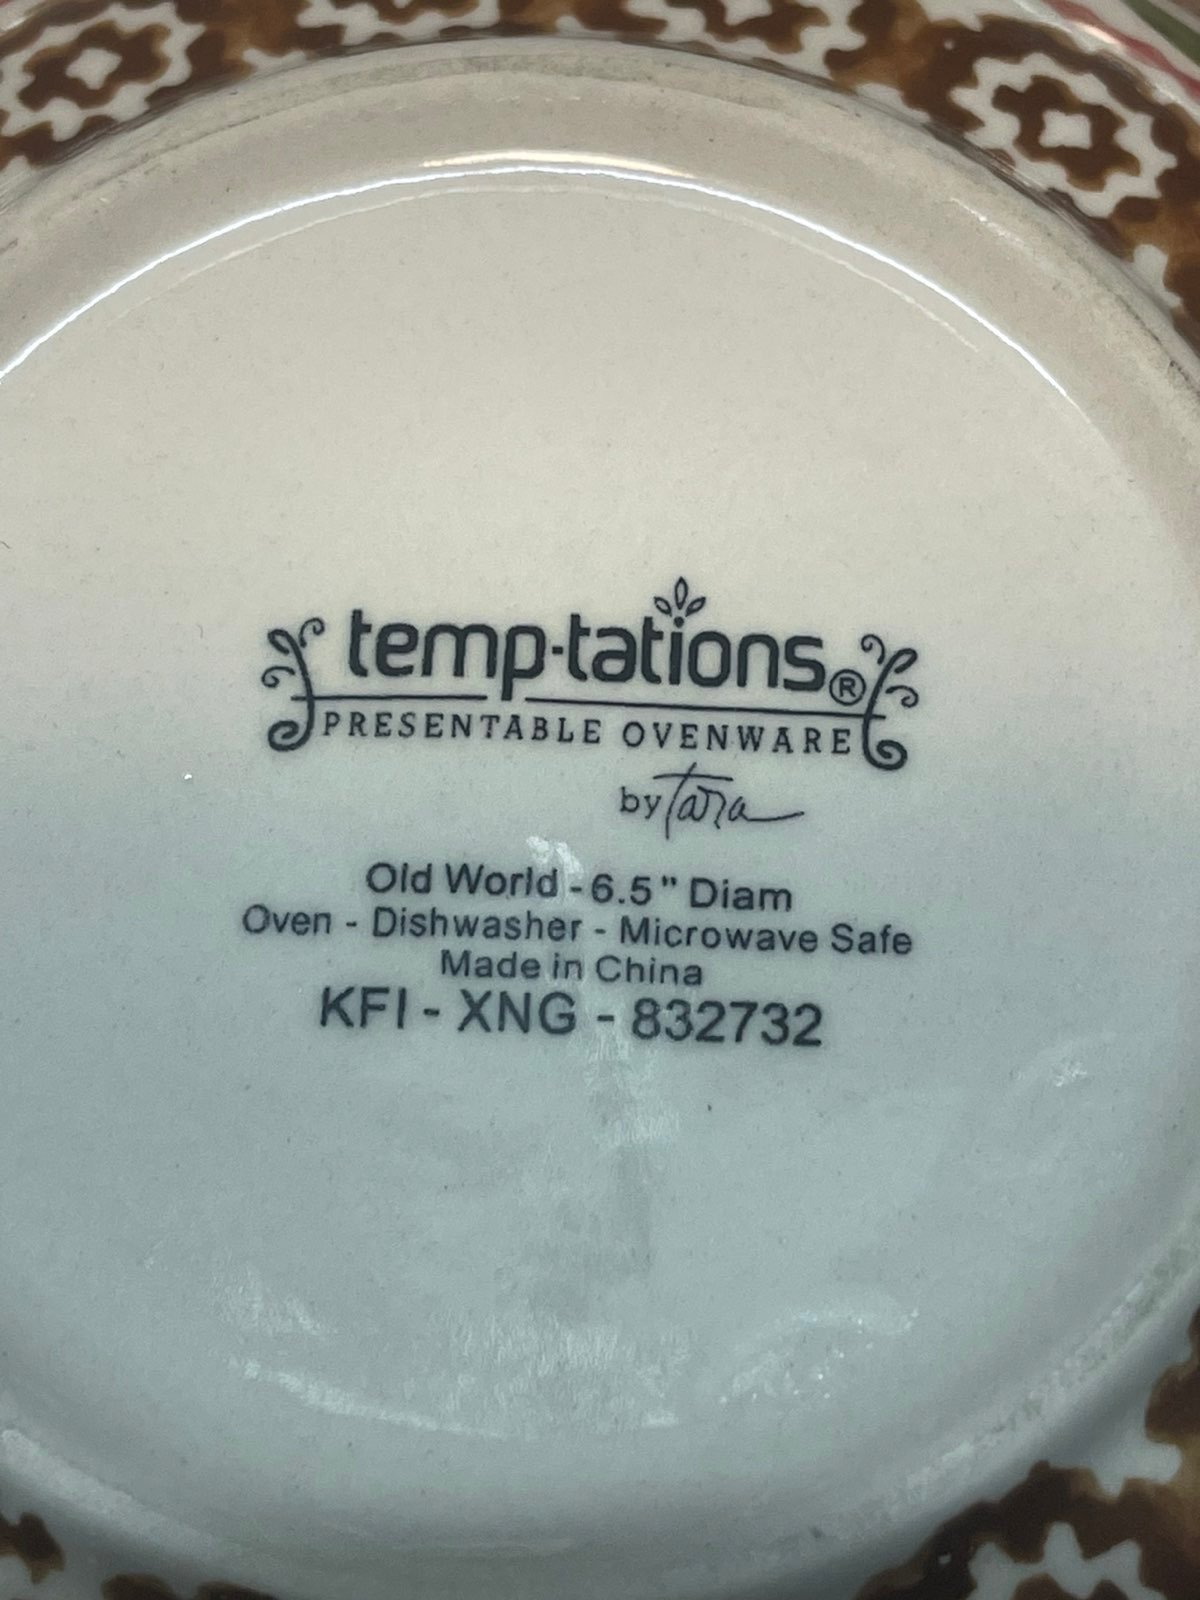 temp-tations®
PRESENTABLE OVENWARE
by Tara
Old World - 6.5" Diam
Oven - Dishwasher - Microwave Safe
Made in China
KFI - XNG - 832732